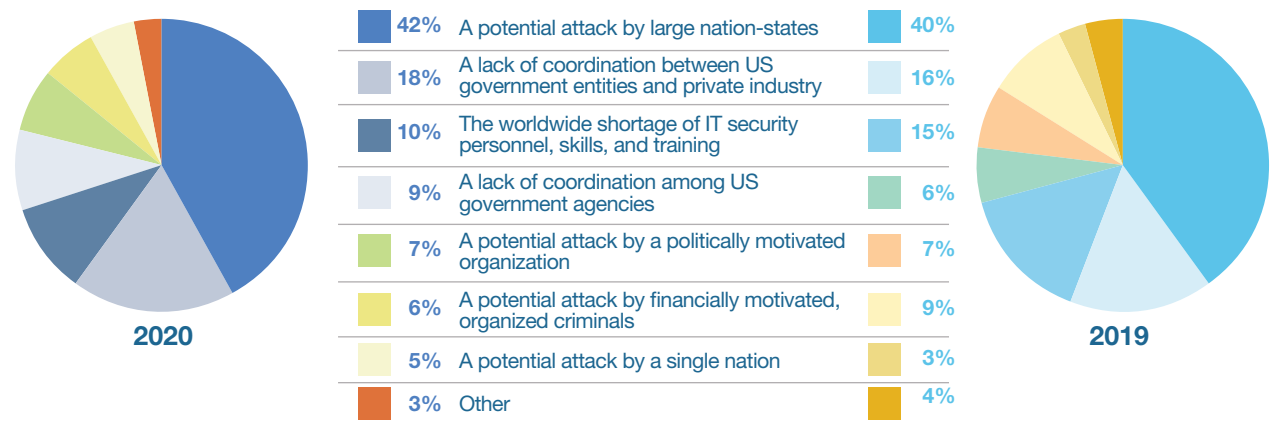 42% A potential attack by large nation-states 40%
18% A lack of coordination between US
government entities and private industry 16%
10% The worldwide shortage of IT security
personnel, skills, and training 15%
9% A lack of coordination among US
government agencies 6%
7% A potential attack by a politically motivated
organization 7%
6% A potential attack by financially motivated,
organized criminals 9%
5% A potential attack by a single nation 3%
3% Other 4%
2020
2019